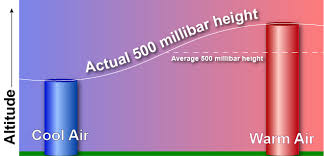 Actual 500 millibar height
Average 500 millibar height
Altitude
Cool Air
Warm Air